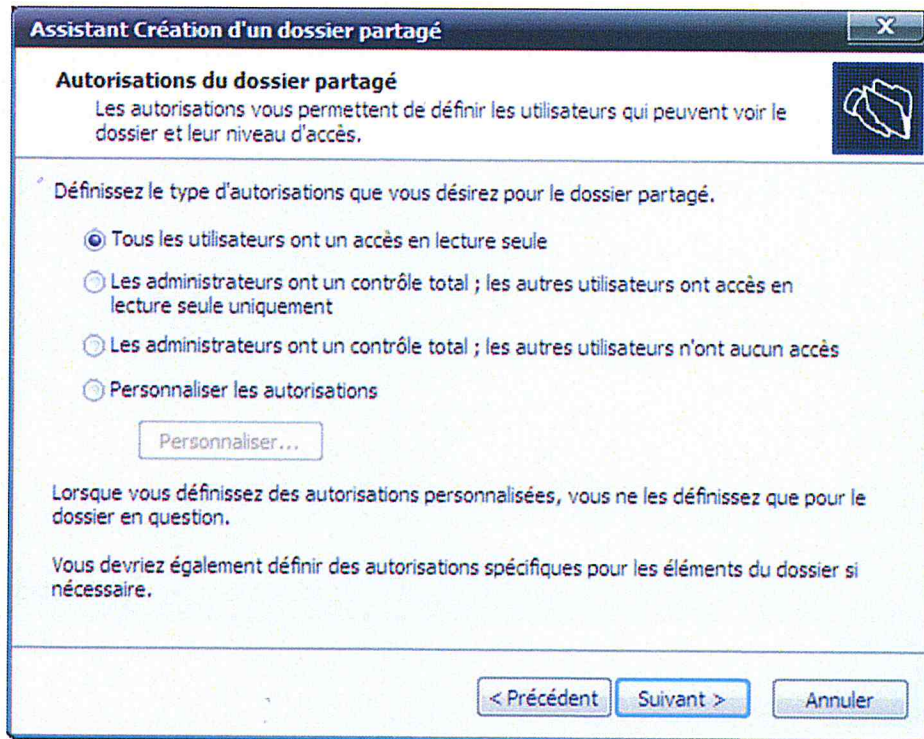 Assistant Création d'un dossier partagé
X
Autorisations du dossier partagé
Les autorisations vous permettent de définir les utilisateurs qui peuvent voir le
dossier et leur niveau d'accès.
Définissez le type d'autorisations que vous désirez pour le dossier partagé.
Tous les utilisateurs ont un accès en lecture seule
Les administrateurs ont un contrôle total ; les autres utilisateurs ont accès en
lecture seule uniquement
Les administrateurs ont un contrôle total ; les autres utilisateurs n'ont aucun accès
Personnaliser les autorisations
Personnaliser...
Lorsque vous définissez des autorisations personnalisées, vous ne les définissez que pour le
dossier en question.
Vous devriez également définir des autorisations spécifiques pour les éléments du dossier si
nécessaire.
< Précédent Suivant > Annuler